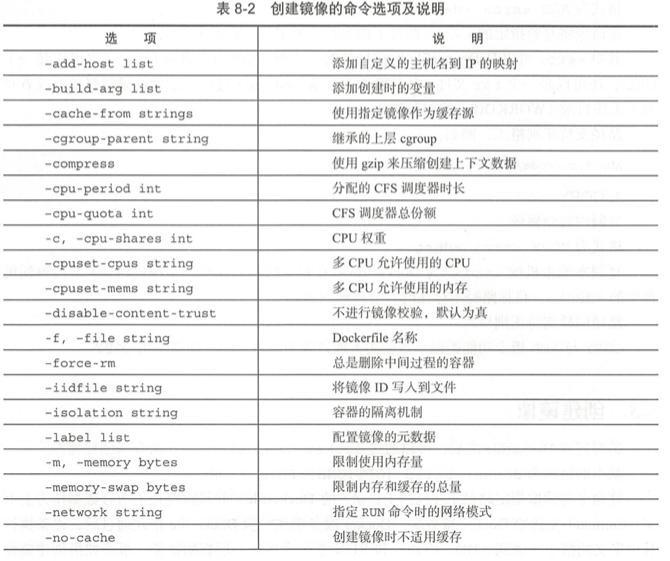 表 8-2 创建镜像的命令选项及说明
选 项 说 明
-add-host list 添加自定义的主机名到 IP 的映射
-build-arg list 添加创建时的变量
-cache-from strings 使用指定镜像作为缓存源
-cgroup-parent string 继承的上层 cgroup
-compress 使用 gzip 来压缩创建上下文数据
-cpu-period int 分配的 CFS 调度器时长
-cpu-quota int CFS 调度器总份额
-c, -cpu-shares int CPU 权重
-cpuset-cpus string 多 CPU 允许使用的 CPU
-cpuset-mems string 多 CPU 允许使用的内存
-disable-content-trust 不进行镜像校验，默认为真
-f, -file string Dockerfile 名称
-force-rm 总是删除中间过程的容器
-iidfile string 将镜像 ID 写入到文件
-isolation string 容器的隔离机制
-label list 配置镜像的元数据
-m, -memory bytes 限制使用内存量
-memory-swap bytes 限制内存和缓存的总量
-network string 指定 RUN 命令时的网络模式
-no-cache 创建镜像时不适用缓存